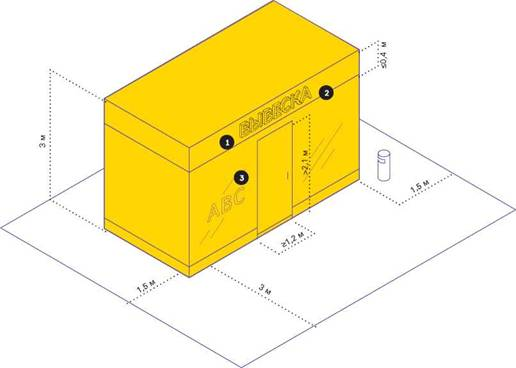 ≤0,4 м
2
ВЫВЕСКА
1
3 м
≥2,1 м
3
ABC
1,5 м
≥1,2 м
1,5 м
3 м